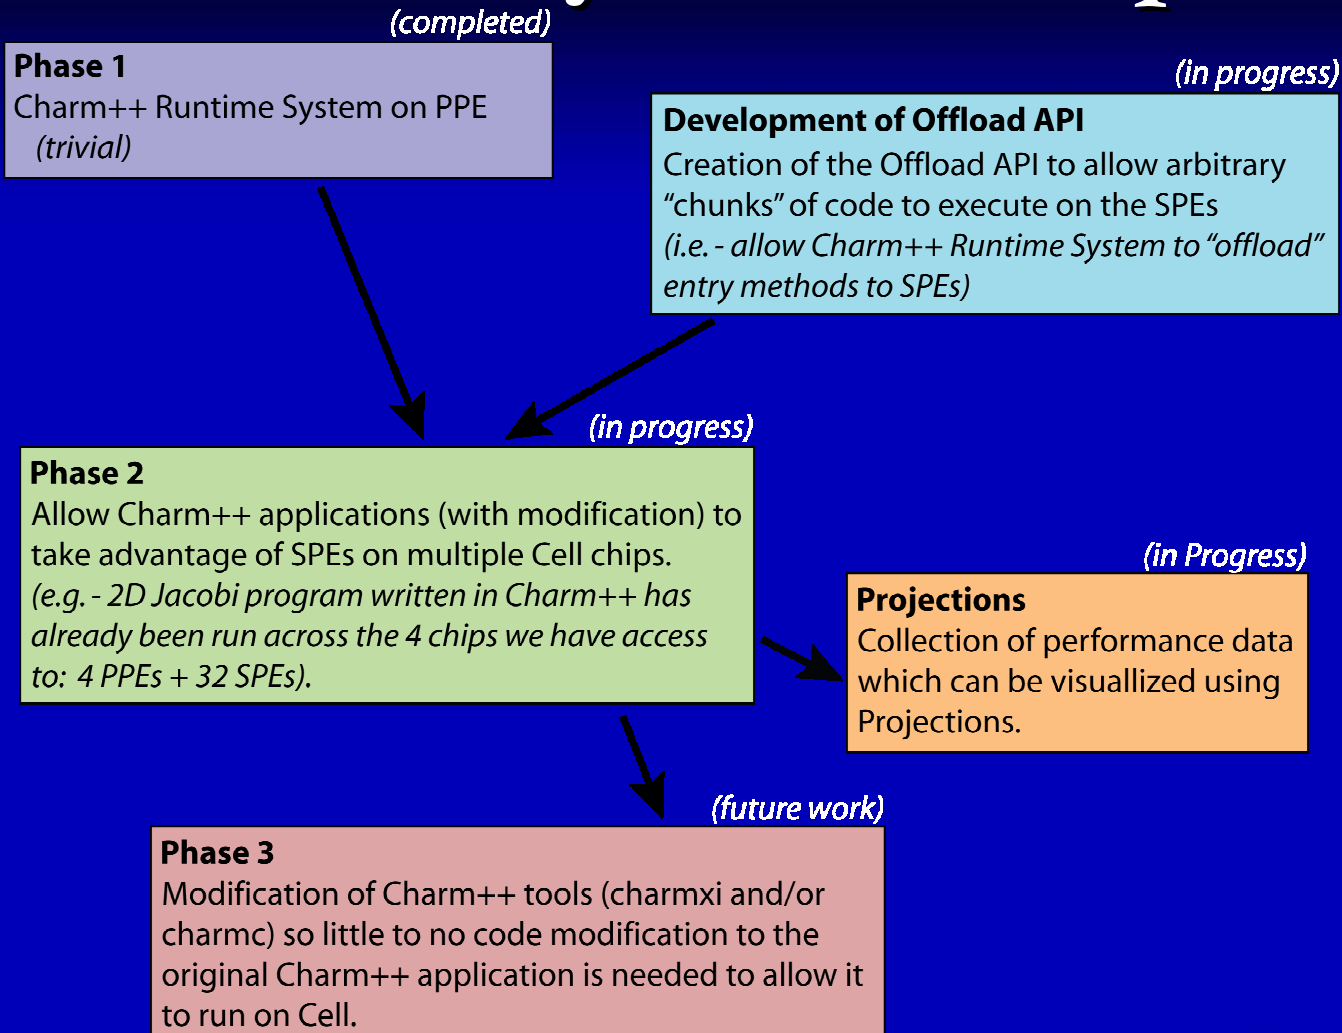 (completed)
Phase 1
Charm++ Runtime System on PPE
(trivial)
(in progress)
Development of Offload API
Creation of the Offload API to allow arbitrary
“chunks” of code to execute on the SPEs
(i.e. - allow Charm++ Runtime System to “offload”
entry methods to SPEs)
(in progress)
Phase 2
Allow Charm++ applications (with modification) to
take advantage of SPEs on multiple Cell chips.
(e.g. - 2D Jacobi program written in Charm++ has
already been run across the 4 chips we have access
to:  4 PPEs + 32 SPEs).
(in Progress)
Projections
Collection of performance data
which can be visuallized using
Projections.
(future work)
Phase 3
Modification of Charm++ tools (charmxi and/or
charmc) so little to no code modification to the
original Charm++ application is needed to allow it
to run on Cell.